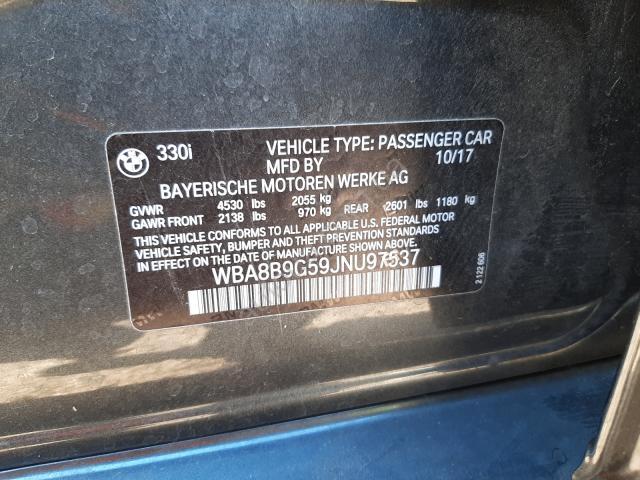 BMW
330i VEHICLE TYPE: PASSENGER CAR
MFD BY 10/17
BAYERISCHE MOTOREN WERKE AG
GVWR 4530 lbs 2055 kg
GAWR FRONT 2138 lbs 970 kg REAR 2601 lbs 1180 kg
THIS VEHICLE CONFORMS TO ALL APPLICABLE U.S. FEDERAL MOTOR
VEHICLE SAFETY, BUMPER, AND THEFT PREVENTION STANDARDS
IN EFFECT ON THE DATE OF MANUFACTURE SHOWN ABOVE.
WBA8B9G59JNU97537
2 122 606